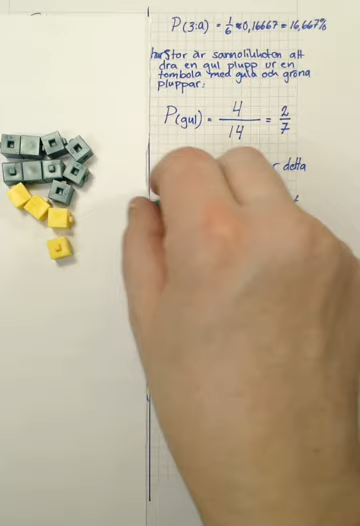 P(3:a) = 1/6 ≈ 0,16667 = 16,667%
hur stor är sannolikheten att
dra en gul plupp ur en
tombola med gula och gröna
pluppar:
P(gul) = 4/14 = 2/7
detta